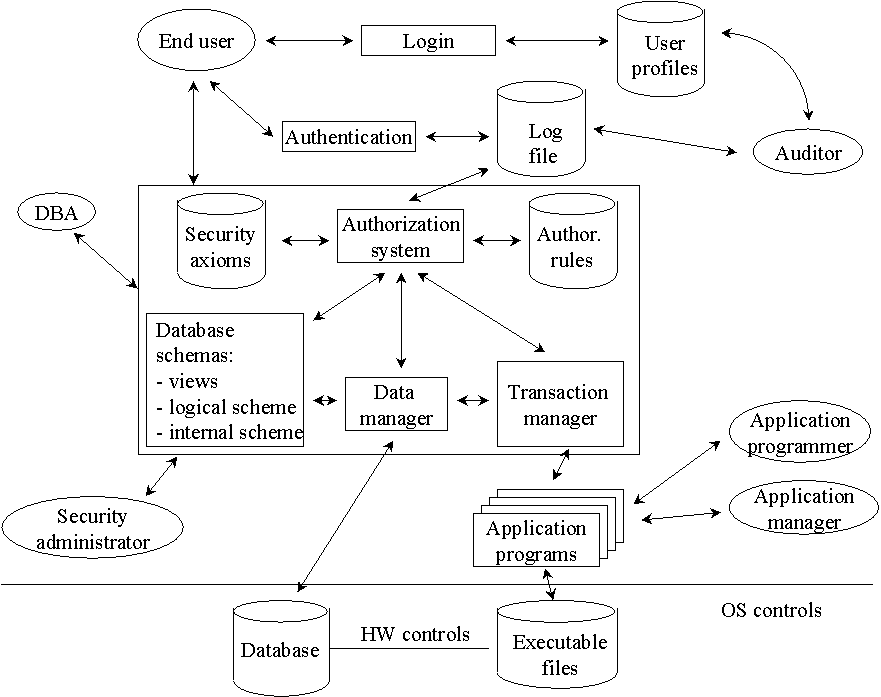 End user
Login
User
profiles
Authentication
Log
file
Auditor
DBA
Security
axioms
Authorization
system
Author.
rules
Database
schemas:
- views
- logical scheme
- internal scheme
Data
manager
Transaction
manager
Application
programmer
Application
manager
Security
administrator
Application
programs
OS controls
HW controls
Database
Executable
files